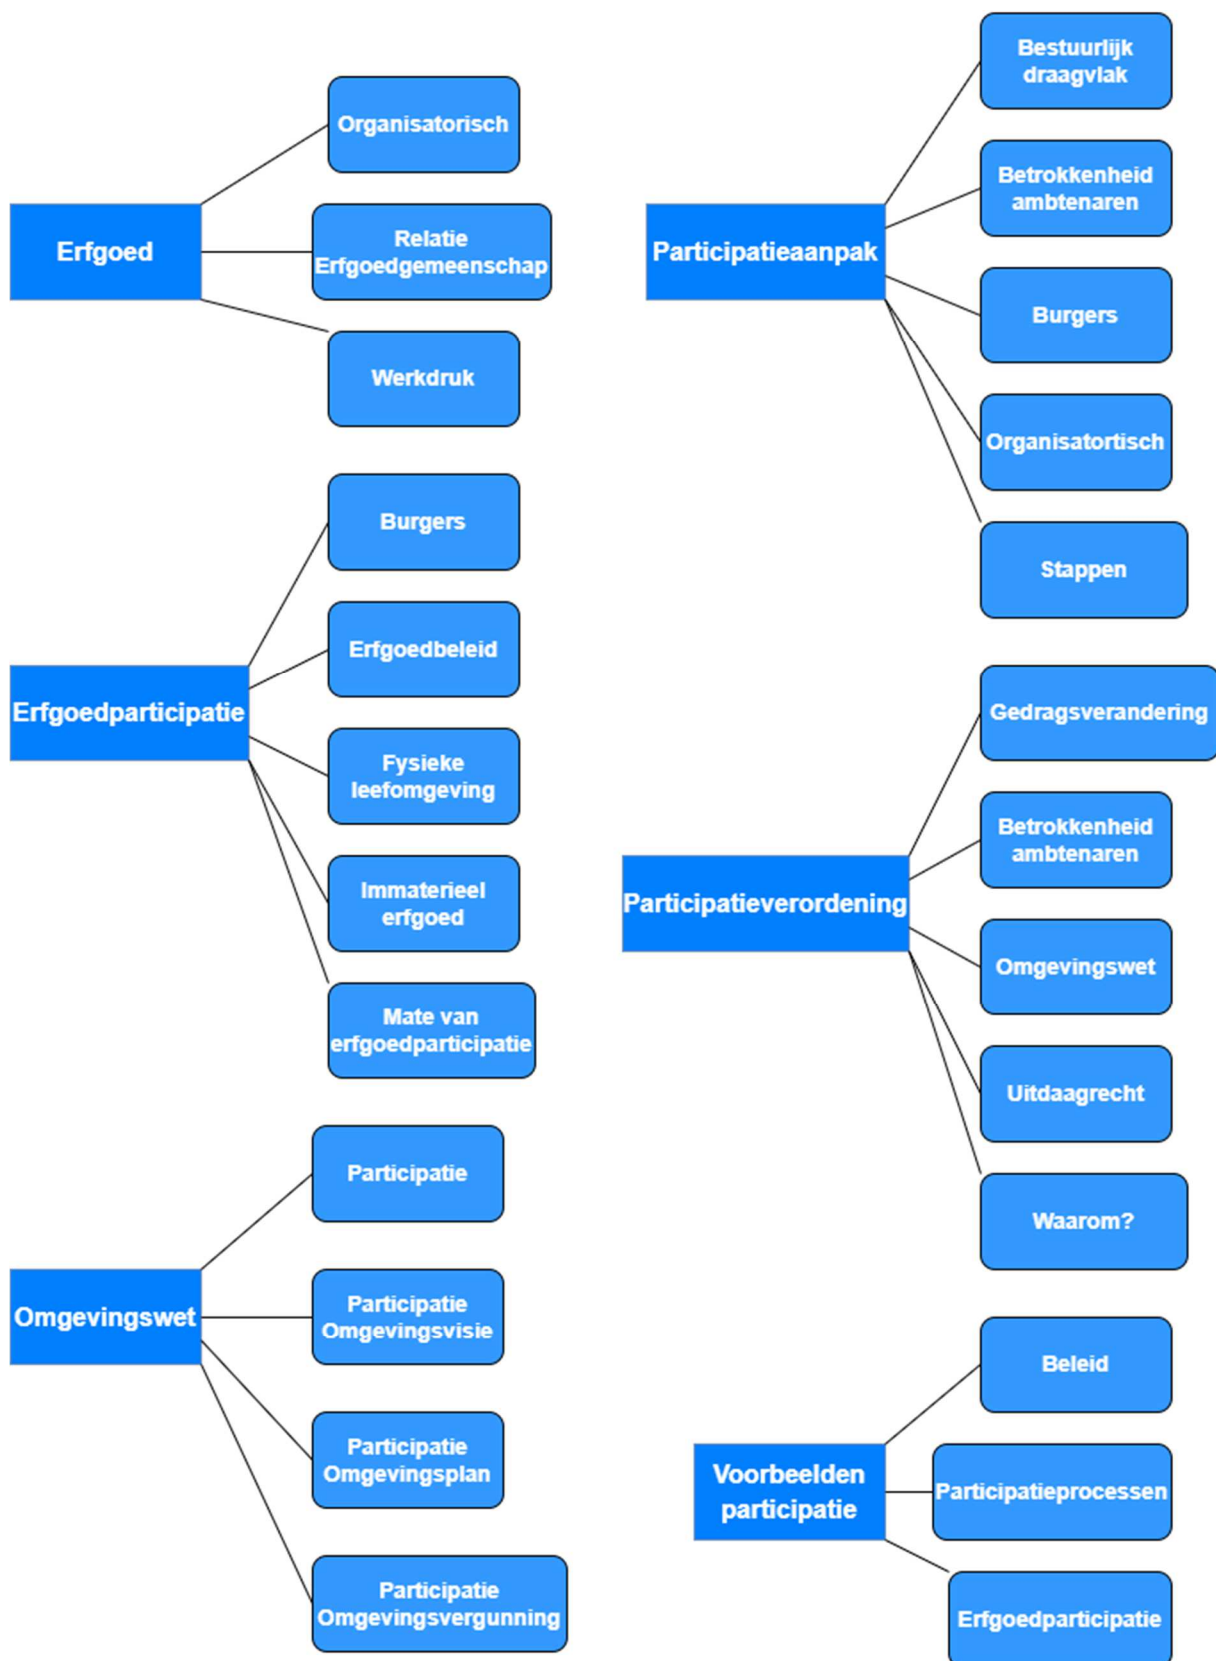 Erfgoed
Organisatorisch
Relatie
Erfgoedgemeenschap
Werkdruk
Erfgoedparticipatie
Burgers
Erfgoedbeleid
Fysieke
leefomgeving
Immaterieel
erfgoed
Mate van
erfgoedparticipatie
Omgevingswet
Participatie
Participatie
Omgevingsvisie
Participatie
Omgevingsplan
Participatie
Omgevingsvergunning
Participatieaanpak
Bestuurlijk
draagvlak
Betrokkenheid
ambtenaren
Burgers
Organisatortisch
Stappen
Participatieverordening
Gedragsverandering
Betrokkenheid
ambtenaren
Omgevingswet
Uitdaagrecht
Waarom?
Voorbeelden
participatie
Beleid
Participatieprocessen
Erfgoedparticipatie